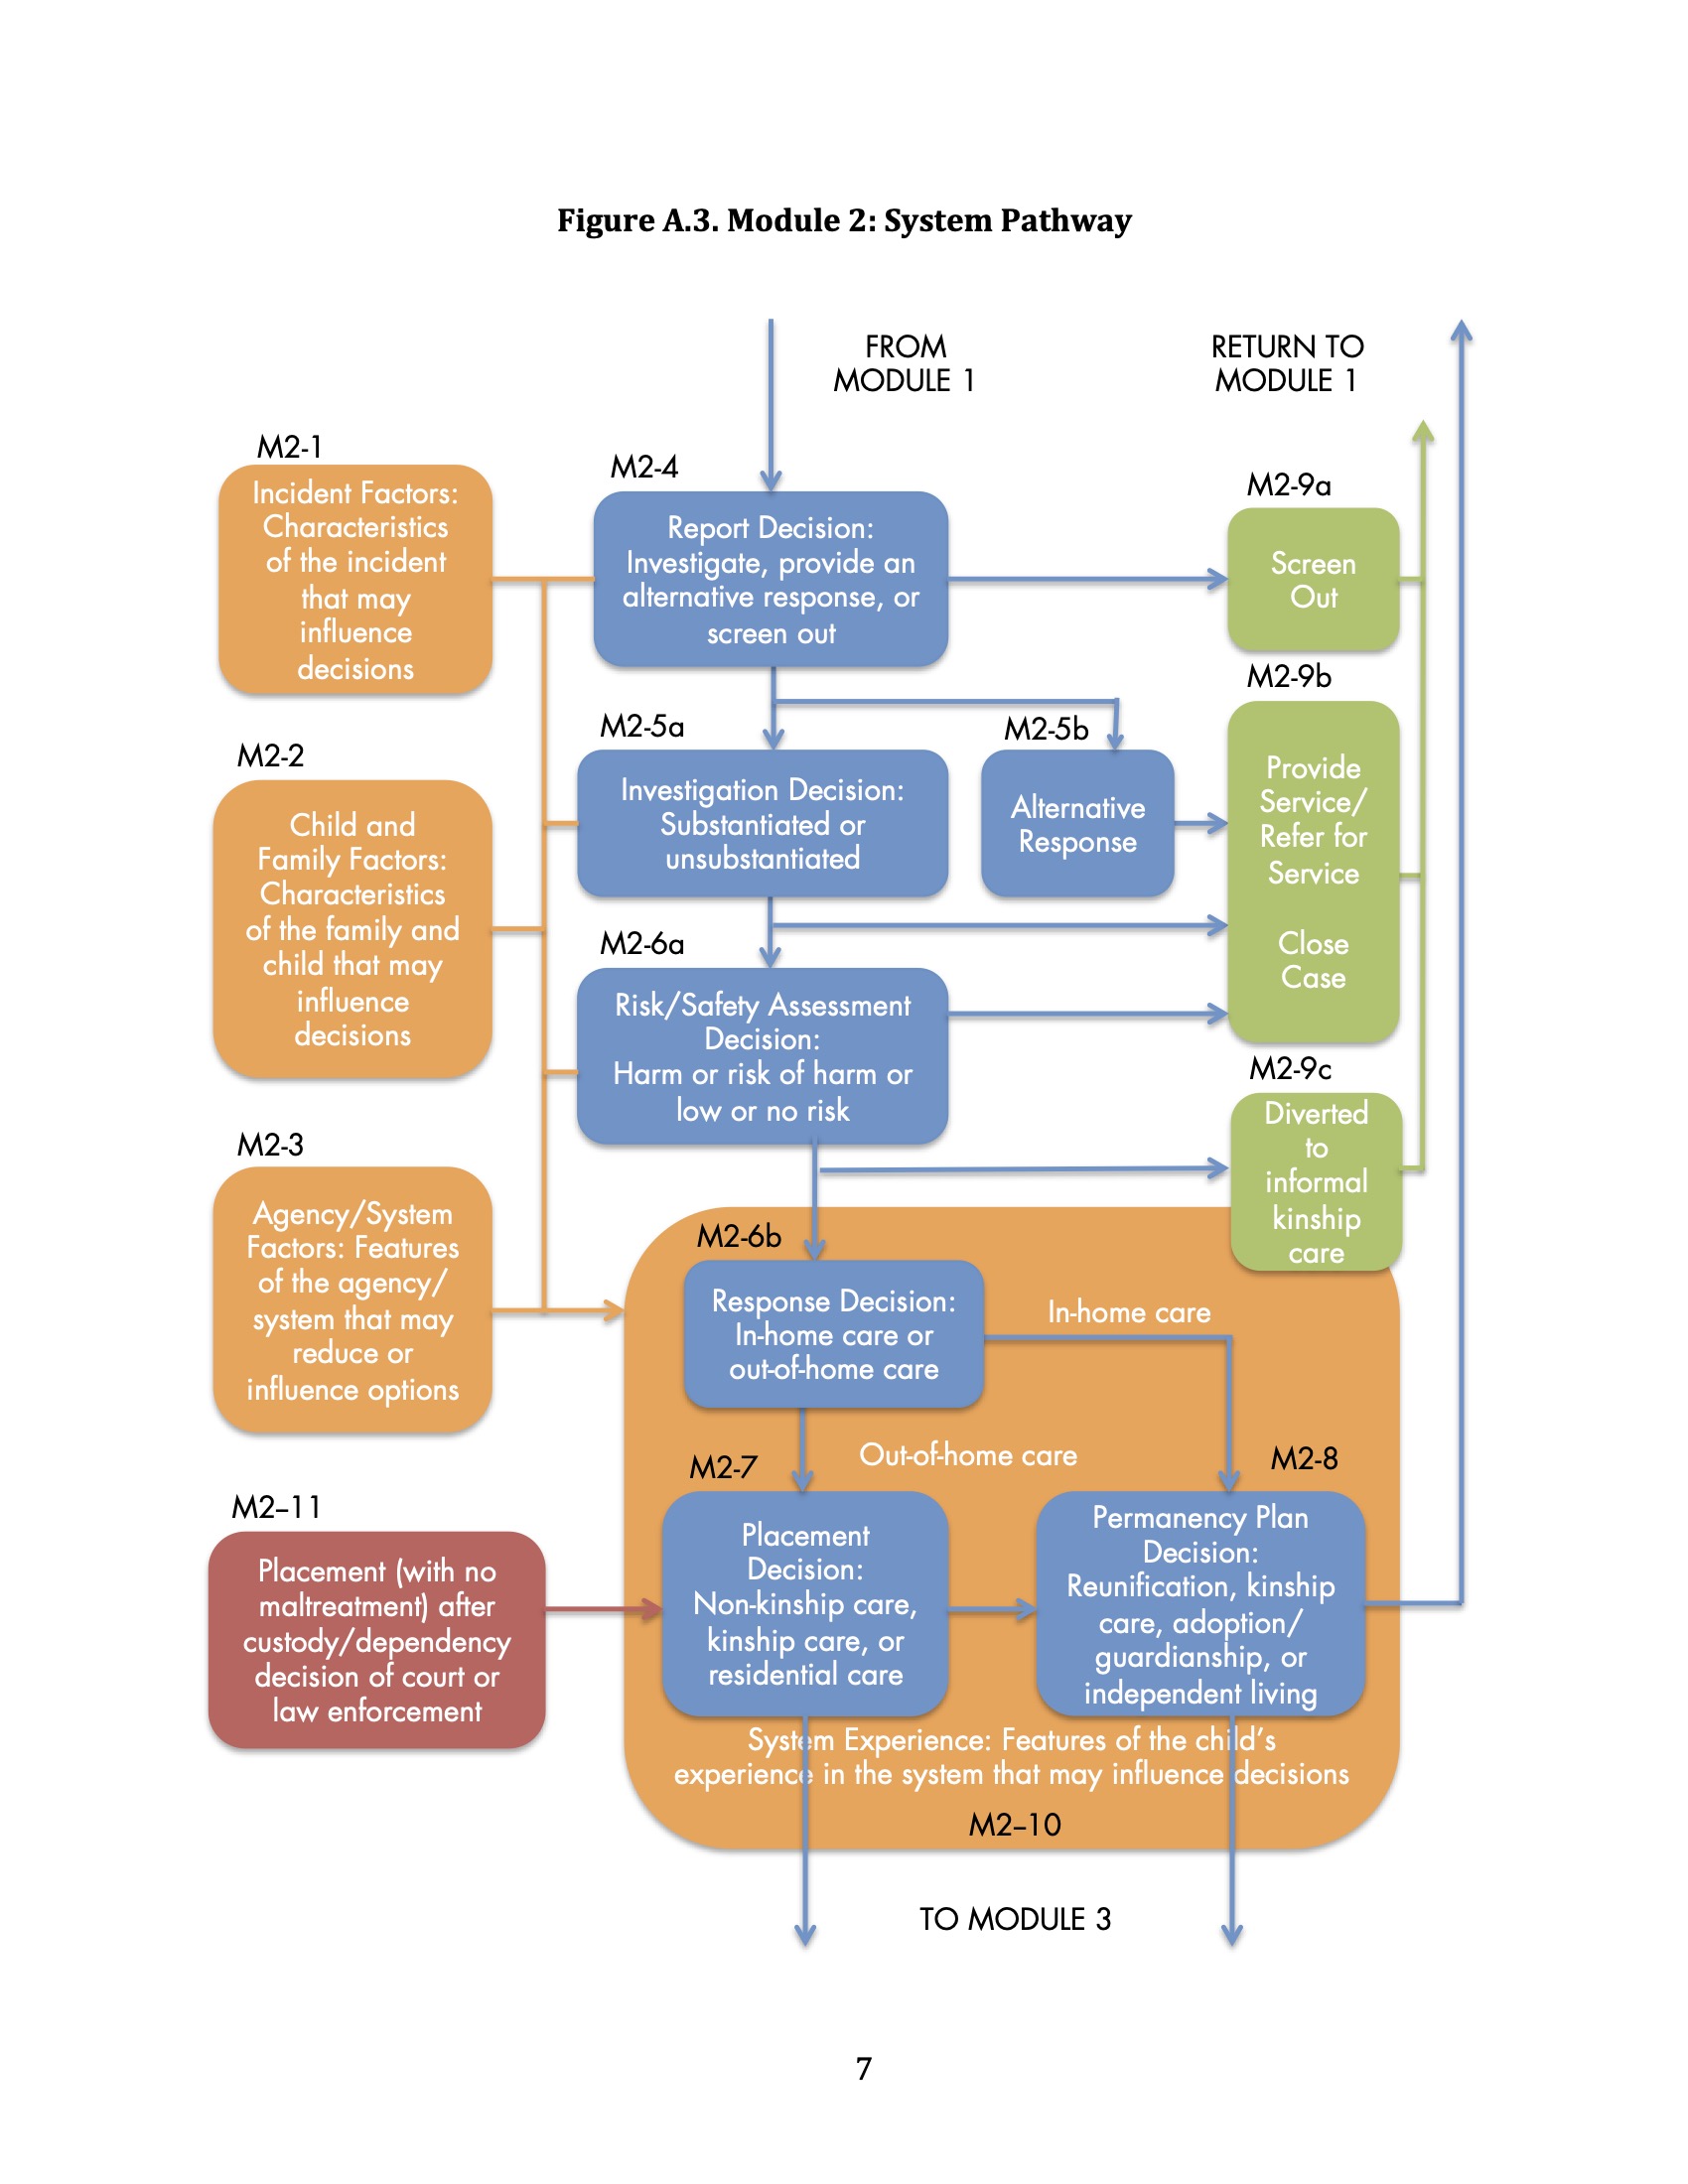 Figure A.3. Module 2: System Pathway
FROM
MODULE 1
RETURN TO
MODULE 1
M2-1
Incident Factors:
Characteristics
of the incident
that may
influence
decisions
M2-4
Report Decision:
Investigate, provide an
alternative response, or
screen out
M2-9a
Screen
Out
M2-2
Child and
Family Factors:
Characteristics
of the family and
child that may
influence
decisions
M2-5a
Investigation Decision:
Substantiated or
unsubstantiated
M2-5b
Alternative
Response
M2-9b
Provide
Service/
Refer for
Service
Close
Case
M2-6a
Risk/Safety Assessment
Decision:
Harm or risk of harm or
low or no risk
M2-9c
Diverted
to
informal
kinship
care
M2-3
Agency/System
Factors: Features
of the agency/
system that may
reduce or
influence options
M2-6b
Response Decision:
In-home care or
out-of-home care
In-home care
Out-of-home care
M2-11
Placement (with no
maltreatment) after
custody/dependency
decision of court or
law enforcement
M2-7
Placement
Decision:
Non-kinship care,
kinship care, or
residential care
M2-8
Permanency Plan
Decision:
Reunification, kinship
care, adoption/
guardianship, or
independent living
System Experience: Features of the child's
experience in the system that may influence decisions
M2-10
TO MODULE 3
7